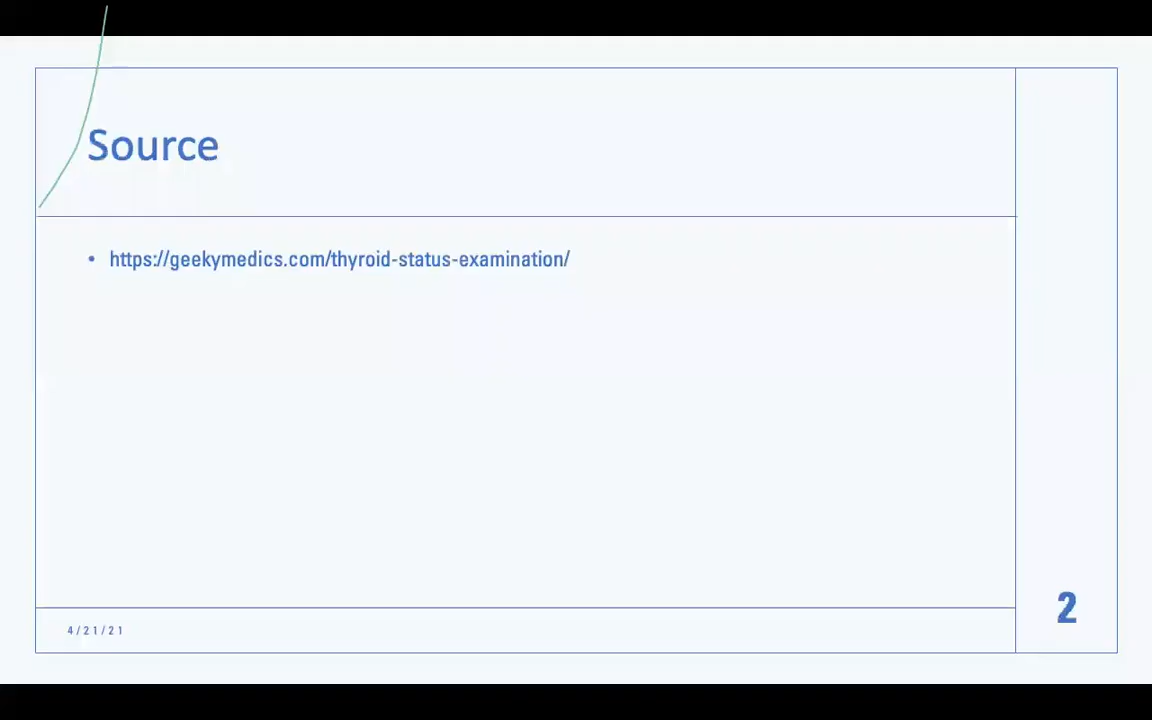 Source
• https://geekymedics.com/thyroid-status-examination/
4/21/21
2